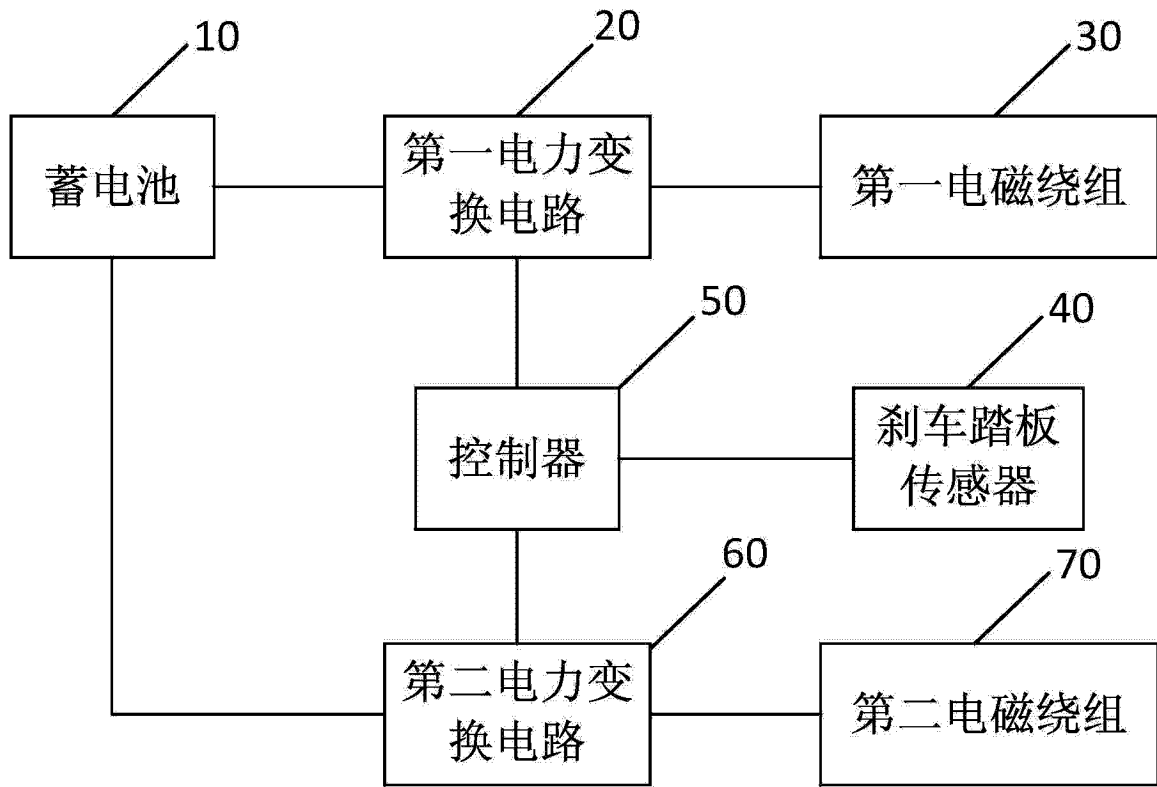 10
20
30
蓄电池
第一电力变
换电路
第一电磁绕组
50
40
控制器
刹车踏板
传感器
60
70
第二电力变
换电路
第二电磁绕组